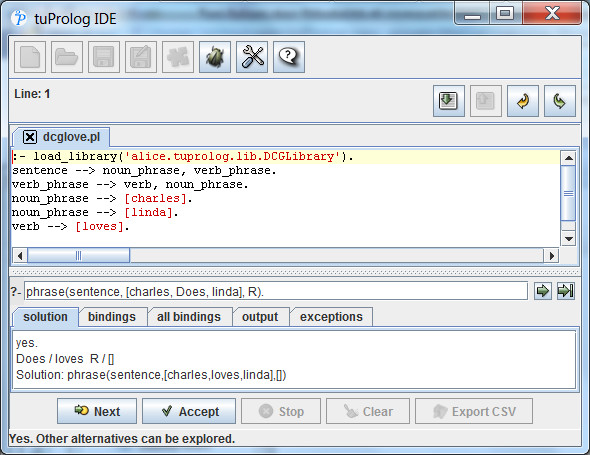 tuProlog IDE
Line: 1
dcglove.pl
:- load_library('alice.tuprolog.lib.DCGLibrary').
sentence --> noun_phrase, verb_phrase.
verb_phrase --> verb, noun_phrase.
noun_phrase --> [charles].
noun_phrase --> [linda].
verb --> [loves].
?- phrase(sentence, [charles, Does, linda], R).
solution bindings all bindings output exceptions
yes.
Does / loves R / []
Solution: phrase(sentence,[charles,loves,linda],[])
Next Accept Stop Clear Export CSV
Yes. Other alternatives can be explored.